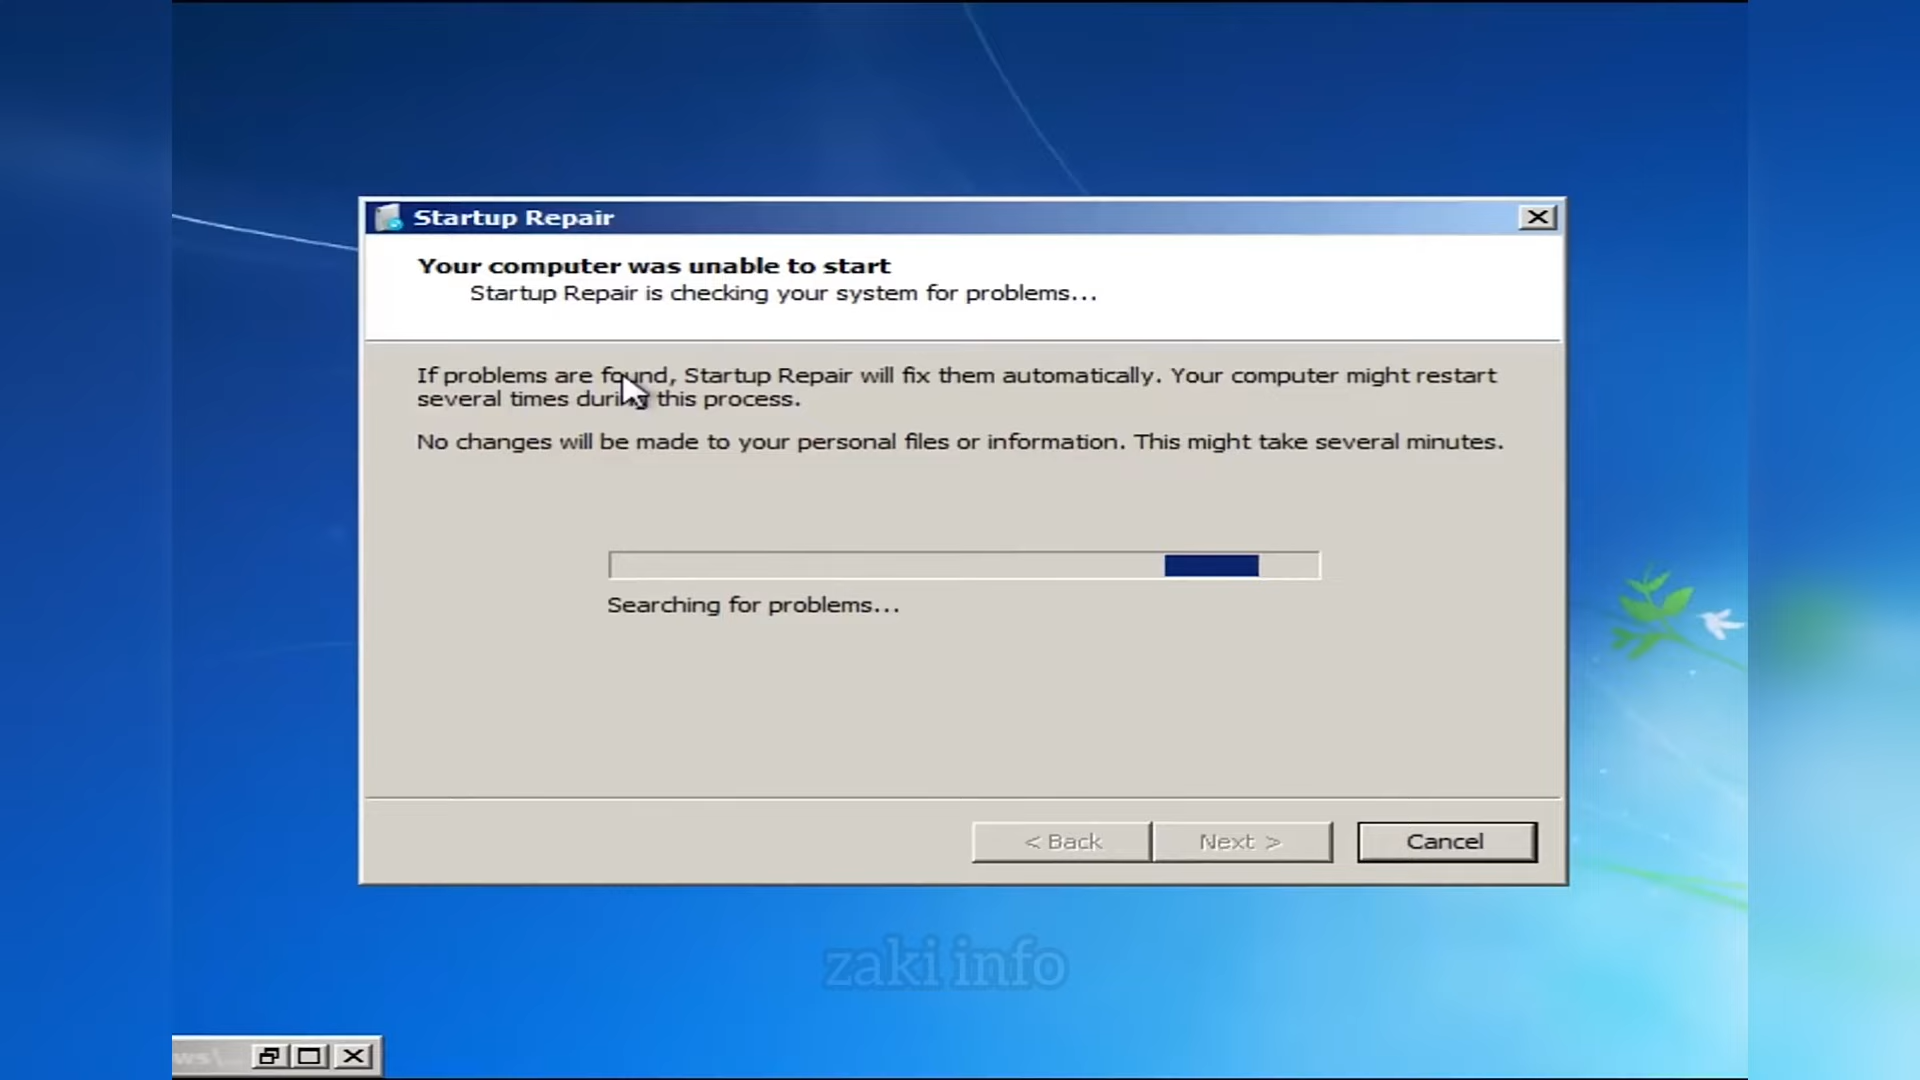 Startup Repair
Your computer was unable to start
Startup Repair is checking your system for problems...
If problems are found, Startup Repair will fix them automatically. Your computer might restart
several times during this process.
No changes will be made to your personal files or information. This might take several minutes.
Searching for problems...
< Back
Next >
Cancel
zaki info
ws\...